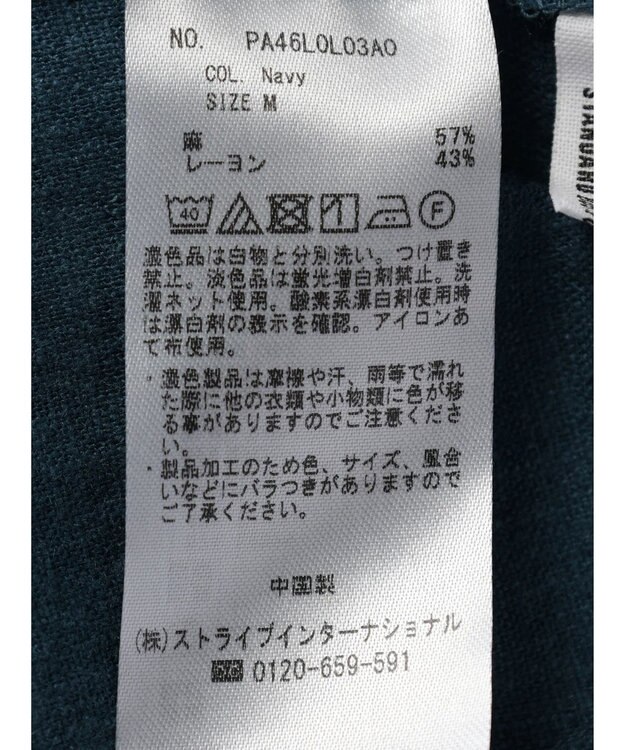 NO. PA46L0L03A0
COL. Navy
SIZE M
麻 57%
レーヨン 43%
40
F
濃色品は白物と分別洗い。つけ置き
禁止。淡色品は蛍光増白剤禁止。洗
濯ネット使用。酸素系漂白剤使用時
は漂白剤の表示を確認。アイロンあ
て布使用。
・濃色製品は摩擦や汗、雨等で濡れ
た際に他の衣類や小物類に色が移
る事がありますのでご注意くださ
い。
・製品加工のため色、サイズ、風合
いなどにバラつきがありますので
ご了承ください。
中国製
(株)ストライプインターナショナル
0120-659-591
STANDARD